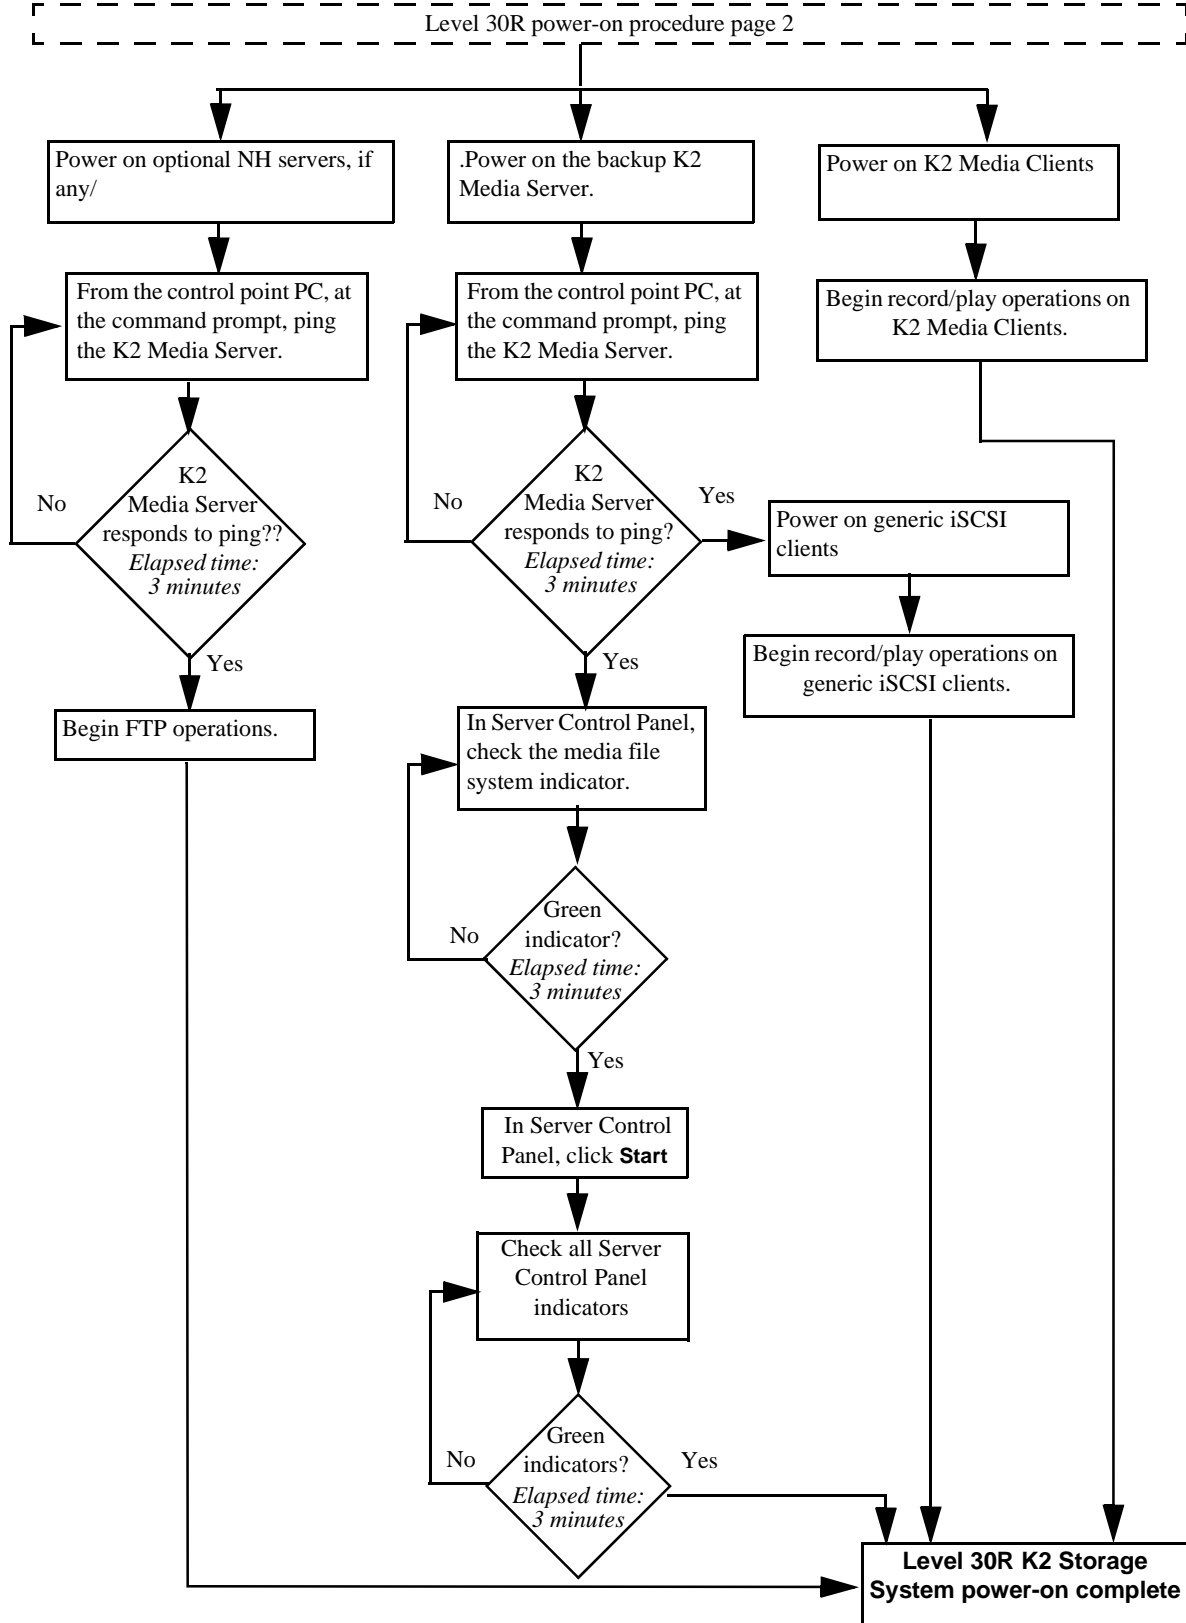 Level 30R power-on procedure page 2
Power on optional NH servers, if
any/
.Power on the backup K2
Media Server.
Power on K2 Media Clients
From the control point PC, at
the command prompt, ping
the K2 Media Server.
From the control point PC, at
the command prompt, ping
the K2 Media Server.
Begin record/play operations on
K2 Media Clients.
No
K2
Media Server
responds to ping??
Elapsed time:
3 minutes
Yes
No
K2
Media Server
responds to ping?
Elapsed time:
3 minutes
Yes
Yes
Power on generic iSCSI
clients
Begin record/play operations on
generic iSCSI clients.
Begin FTP operations.
In Server Control Panel,
check the media file
system indicator.
No
Green
indicator?
Elapsed time:
3 minutes
Yes
In Server Control
Panel, click Start
Check all Server
Control Panel
indicators
No
Green
indicators?
Elapsed time:
3 minutes
Yes
Level 30R K2 Storage
System power-on complete